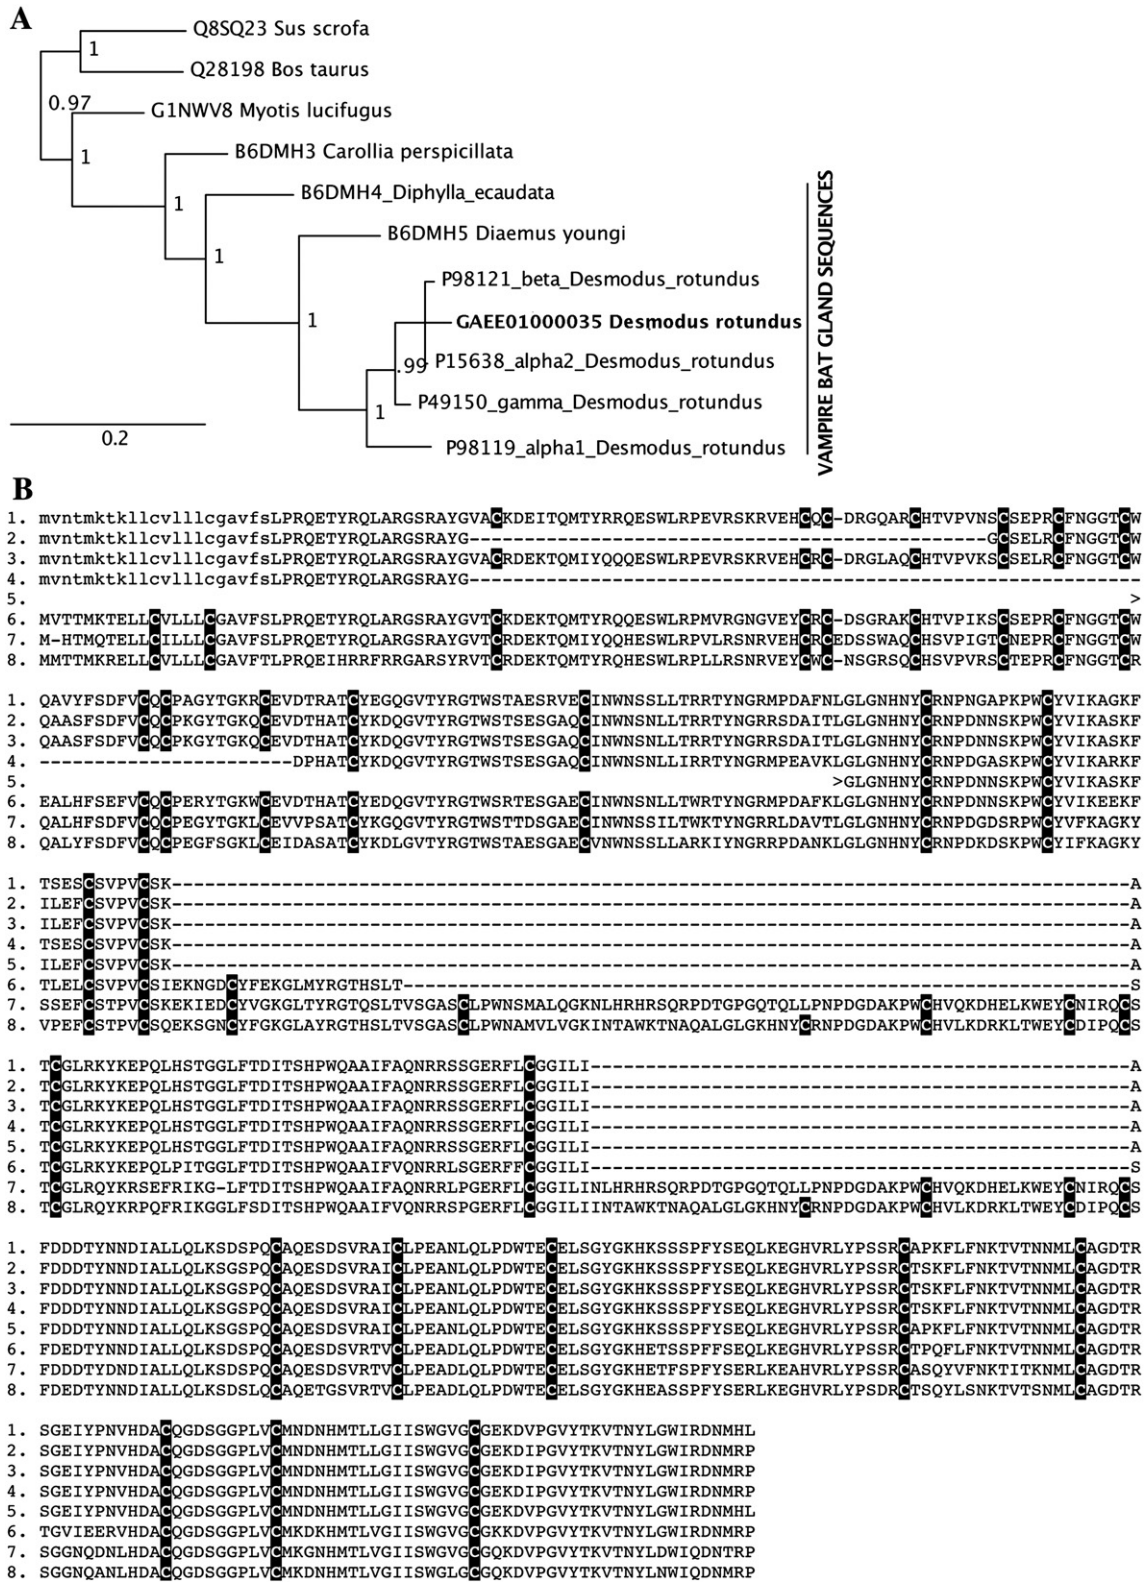 A
Q8SQ23 Sus scrofa
1
Q28198 Bos taurus
0.97
G1NWV8 Myotis lucifugus
1
B6DMH3 Carollia perspicillata
1
B6DMH4_Diphylla_ecaudata
1
B6DMH5 Diaemus youngi
1
P98121_beta_Desmodus_rotundus
GAEE01000035 Desmodus rotundus
.99
P15638_alpha2_Desmodus_rotundus
P49150_gamma_Desmodus_rotundus
1
P98119_alpha1_Desmodus_rotundus
0.2
VAMPIRE BAT GLAND SEQUENCES
B
1. mvntmktkllcvlllcgavfsLPRQETYRQLARGSRAYGVACKDEITQMTYRRQESWLRPEVRSKRVEHCQC-DRGQARCHTVPVNSCSEPRCFNGGTCW
2. mvntmktkllcvlllcgavfsLPRQETYRQLARGSRAYG-----------------------------------------------GCSELRCFNGGTCW
3. mvntmktkllcvlllcgavfsLPRQETYRQLARGSRAYGVACRDEKTQMIYQQQESWLRPEVRSKRVEHCRC-DRGLAQCHTVPVKSCSELRCFNGGTCW
4. mvntmktkllcvlllcgavfsLPRQETYRQLARGSRAYG-------------------------------------------------------------
5. >
6. MVTTMKTELLCVLLLCGAVFSLPRQETYRQLARGSRAYGVTCKDEKTQMTYRQQESWLRPMVRGNGVEYCRC-DSGRAKCHTVPIKSCSEPRCFNGGTCW
7. M-HTMQTELLCILLLCGAVFSLPRQETYRQLARGSRAYGVTCRDEKTQMIYQQHESWLRPVLRSNRVEHCRCEDSSWAQCHSVPIGTCNEPRCFNGGTCW
8. MMTTMKRELLCVLLLCGAVFTLPRQEIHRRFRRGARSYRVTCRDEKTQMTYRQHESWLRPLLRSNRVEYCWC-NSGRSQCHSVPVRSCTEPRCFNGGTCR
1. QAVYFSDFVCQCPAGYTGKRCEVDTRATCYEGQGVTYRGTWSTAESRVECINWNSSLLTRRTYNGRMPDAFNLGLGNHNYCRNPNGAPKPWCYVIKAGKF
2. QAASFSDFVCQCPKGYTGKQCEVDTHATCYKDQGVTYRGTWSTSESGAQCINWNSNLLTRRTYNGRRSDAITLGLGNHNYCRNPDNNSKPWCYVIKASKF
3. QAASFSDFVCQCPKGYTGKQCEVDTHATCYKDQGVTYRGTWSTSESGAQCINWNSNLLTRRTYNGRRSDAITLGLGNHNYCRNPDNNSKPWCYVIKASKF
4. -----------------------DPHATCYKDQGVTYRGTWSTSESGAQCINWNSNLLIRRTYNGRMPEAVKLGLGNHNYCRNPDGASKPWCYVIKARKF
5. >GLGNHNYCRNPDNNSKPWCYVIKASKF
6. EALHFSEFVCQCPERYTGKWCEVDTHATCYEDQGVTYRGTWSRTESGAECINWNSNLLTWRTYNGRMPDAFKLGLGNHNYCRNPDNNSKPWCYVIKEEKF
7. QALHFSDFVCQCPEGYTGKLCEVVPSATCYKGQGVTYRGTWSTTDSGAECINWNSSILTWKTYNGRRLDAVTLGLGNHNYCRNPDGDSRPWCYVFKAGKY
8. QALYFSDFVCQCPEGFSGKLCEIDASATCYKDLGVTYRGTWSTAESGAECVNWNSSLLARKIYNGRRPDANKLGLGNHNYCRNPDKDSKPWCYIFKAGKY
1. TSESCSVPVCSK---------------------------------------------------------------------------------------A
2. ILEFCSVPVCSK---------------------------------------------------------------------------------------A
3. ILEFCSVPVCSK---------------------------------------------------------------------------------------A
4. TSESCSVPVCSK---------------------------------------------------------------------------------------A
5. ILEFCSVPVCSK---------------------------------------------------------------------------------------A
6. TLELCSVPVCSIEKNGDCYFEKGLMYRGTHSLT------------------------------------------------------------------S
7. SSEFCSTPVCSKEKIEDCYVGKGLTYRGTQSLTVSGASCLPWNSMALQGKNLHRHRSQRPDTGPGQTQLLPNPDGDAKPWCHVQKDHELKWEYCNIRQCS
8. VPEFCSTPVCSQEKSGNCYFGKGLAYRGTHSLTVSGASCLPWNAMVLVGKINTAWKTNAQALGLGKHNYCRNPDGDAKPWCHVLKDRKLTWEYCDIPQCS
1. TCGLRKYKEPQLHSTGGLFTDITSHPWQAAIFAQNRRSSGERFLCGGILI-------------------------------------------------A
2. TCGLRKYKEPQLHSTGGLFTDITSHPWQAAIFAQNRRSSGERFLCGGILI-------------------------------------------------A
3. TCGLRKYKEPQLHSTGGLFTDITSHPWQAAIFAQNRRSSGERFLCGGILI-------------------------------------------------A
4. TCGLRKYKEPQLHSTGGLFTDITSHPWQAAIFAQNRRSSGERFLCGGILI-------------------------------------------------A
5. TCGLRKYKEPQLHSTGGLFTDITSHPWQAAIFAQNRRSSGERFLCGGILI-------------------------------------------------A
6. TCGLRKYKEPQLPITGGLFTDITSHPWQAAIFVQNRRLSGERFFCGGILI-------------------------------------------------S
7. TCGLRQYKRSEFRIKG-LFTDITSHPWQAAIFAQNRRLPGERFLCGGILINLHRHRSQRPDTGPGQTQLLPNPDGDAKPWCHVQKDHELKWEYCNIRQCS
8. TCGLRQYKRPQFRIKGGLFSDITSHPWQAAIFAQNRRSPGERFLCGGILIINTAWKTNAQALGLGKHNYCRNPDGDAKPWCHVLKDRKLTWEYCDIPQCS
1. FDDDTYNNDIALLQLKSDSPQCAQESDSVRAICLPEANLQLPDWTECELSGYGKHKSSSPFYSEQLKEGHVRLYPSSRCAPKFLFNKTVTNNMLCAGDTR
2. FDDDTYNNDIALLQLKSGSPQCAQESDSVRAICLPEANLQLPDWTECELSGYGKHKSSSPFYSEQLKEGHVRLYPSSRCTSKFLFNKTVTNNMLCAGDTR
3. FDDDTYNNDIALLQLKSGSPQCAQESDSVRAICLPEANLQLPDWTECELSGYGKHKSSSPFYSEQLKEGHVRLYPSSRCTSKFLFNKTVTNNMLCAGDTR
4. FDDDTYNNDIALLQLKSGSPQCAQESDSVRAICLPEANLQLPDWTECELSGYGKHKSSSPFYSEQLKEGHVRLYPSSRCTSKFLFNKTVTNNMLCAGDTR
5. FDDDTYNNDIALLQLKSGSPQCAQESDSVRAICLPEANLQLPDWTECELSGYGKHKSSSPFYSEQLKEGHVRLYPSSRCAPKFLFNKTVTNNMLCAGDTR
6. FDEDTYNNDIALLQLKSDSPQCAQESDSVRTVCLPEADLQLPDWTECELSGYGKHETSSPFFSEQLKEGHVRLYPSSRCTPQFLFNKTVTNNMLCAGDTR
7. FDDDTYDNDIALLQLKSDSPQCAQESDSVRTVCLPEADLQLPDWTECELSGYGKHETFSPFYSERLKEAHVRLYPSSRCASQYVFNKTITKNMLCAGDTR
8. FDEDTYNNDIALLQLKSDSLQCAQETGSVRTVCLPEADLQLPDWTECELSGYGKHEASSPFYSERLKEGHVRLYPSDRCTSQYLSNKTVTSNMLCAGDTR
1. SGEIYPNVHDACQGDSGGPLVCMNDNHMTLLGIISWGVGCGEKDVPGVYTKVTNYLGWIRDNMHL
2. SGEIYPNVHDACQGDSGGPLVCMNDNHMTLLGIISWGVGCGEKDIPGVYTKVTNYLGWIRDNMRP
3. SGEIYPNVHDACQGDSGGPLVCMNDNHMTLLGIISWGVGCGEKDIPGVYTKVTNYLGWIRDNMRP
4. SGEIYPNVHDACQGDSGGPLVCMNDNHMTLLGIISWGVGCGEKDIPGVYTKVTNYLGWIRDNMRP
5. SGEIYPNVHDACQGDSGGPLVCMNDNHMTLLGIISWGVGCGEKDVPGVYTKVTNYLGWIRDNMHL
6. TGVIEERVHDACQGDSGGPLVCMKDKHMTLVGIISWGVGCGKKDVPGVYTKVTNYLGWIRDNMRP
7. SGGNQDNLHDACQGDSGGPLVCMKGNHMTLVGIISWGVGCGQKDVPGVYTKVTNYLDWIQDNTRP
8. SGGNQANLHDACQGDSGGPLVCMKDNHMTLVGIISWGLGCGQKDVPGVYTKVTNYLNWIQDNMRP